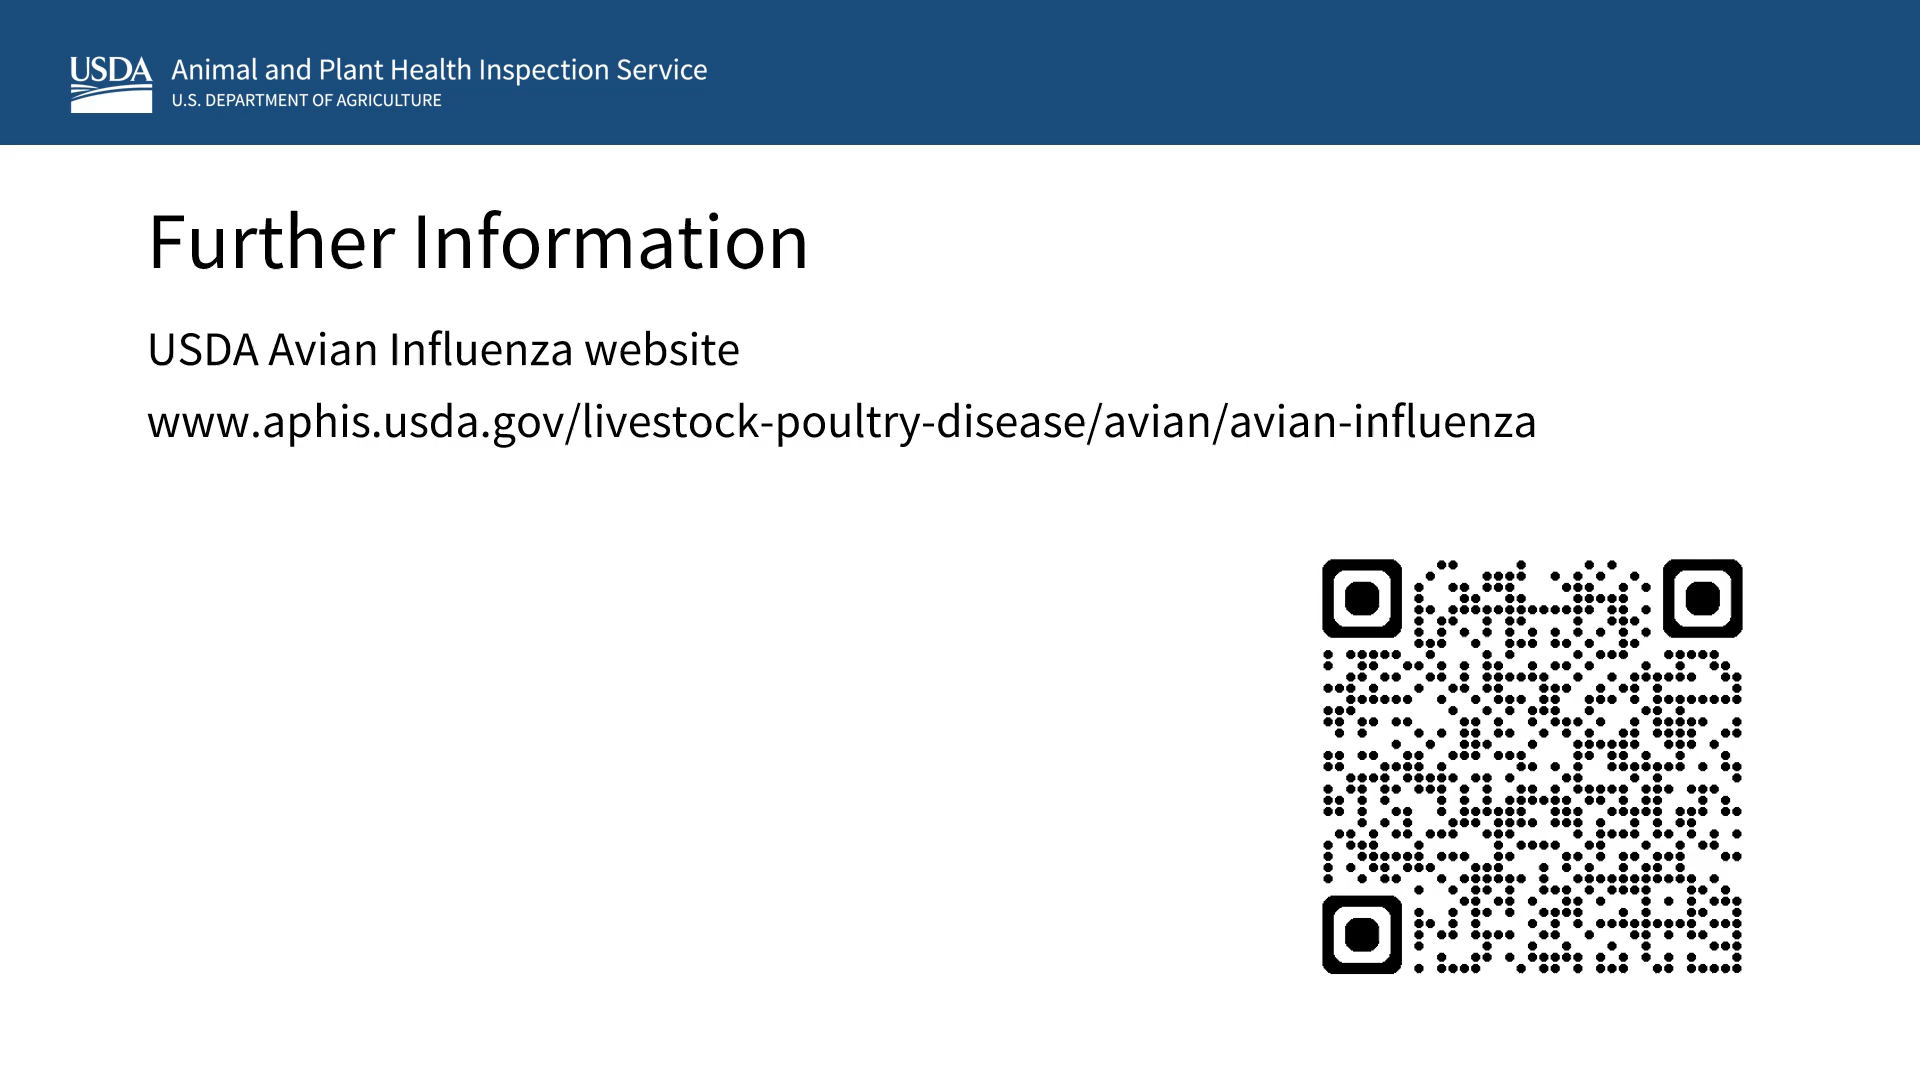 USDA
Animal and Plant Health Inspection Service
U.S. DEPARTMENT OF AGRICULTURE
Further Information
USDA Avian Influenza website
www.aphis.usda.gov/livestock-poultry-disease/avian/avian-influenza